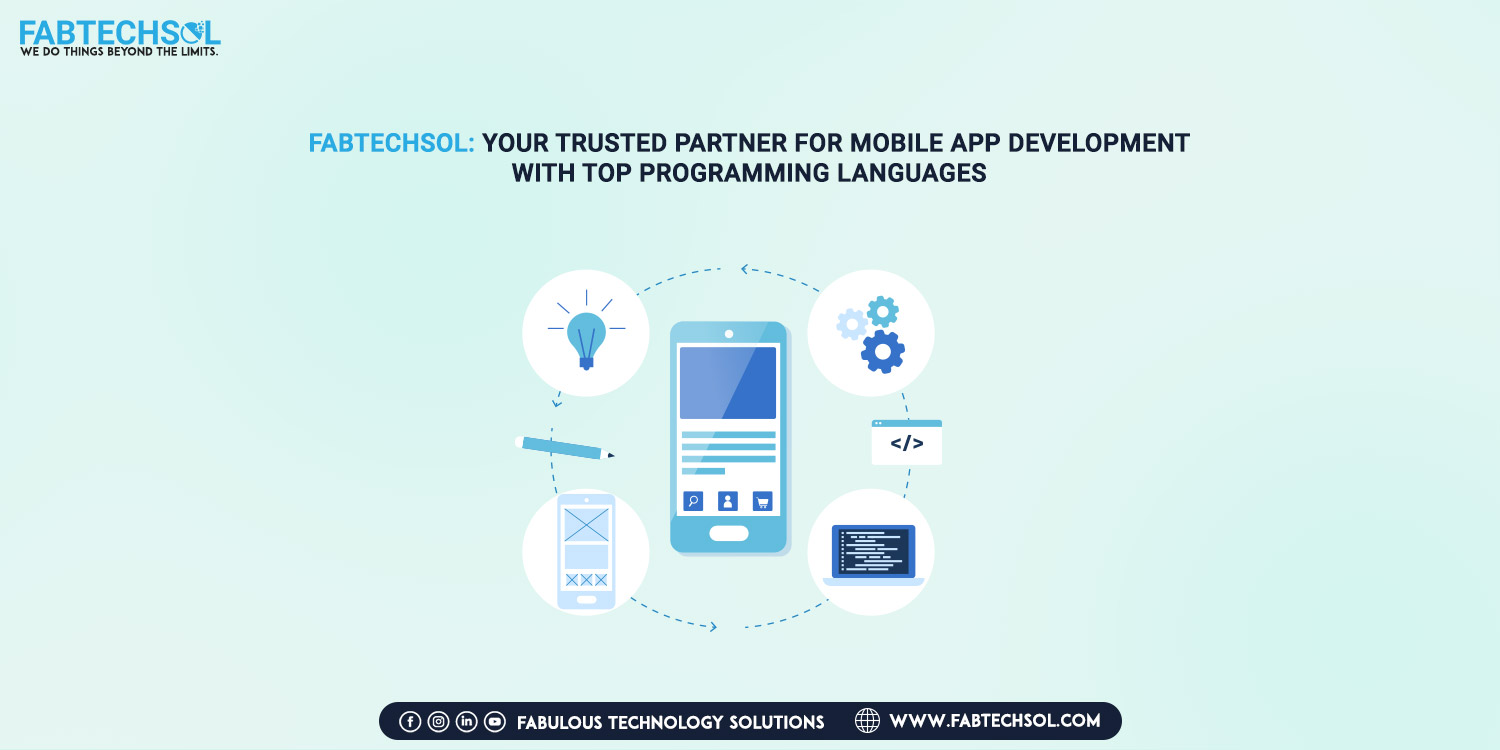 FABTECHSOL
WE DO THINGS BEYOND THE LIMITS.
FABTECHSOL: YOUR TRUSTED PARTNER FOR MOBILE APP DEVELOPMENT
WITH TOP PROGRAMMING LANGUAGES
</>
FABULOUS TECHNOLOGY SOLUTIONS
WWW.FABTECHSOL.COM